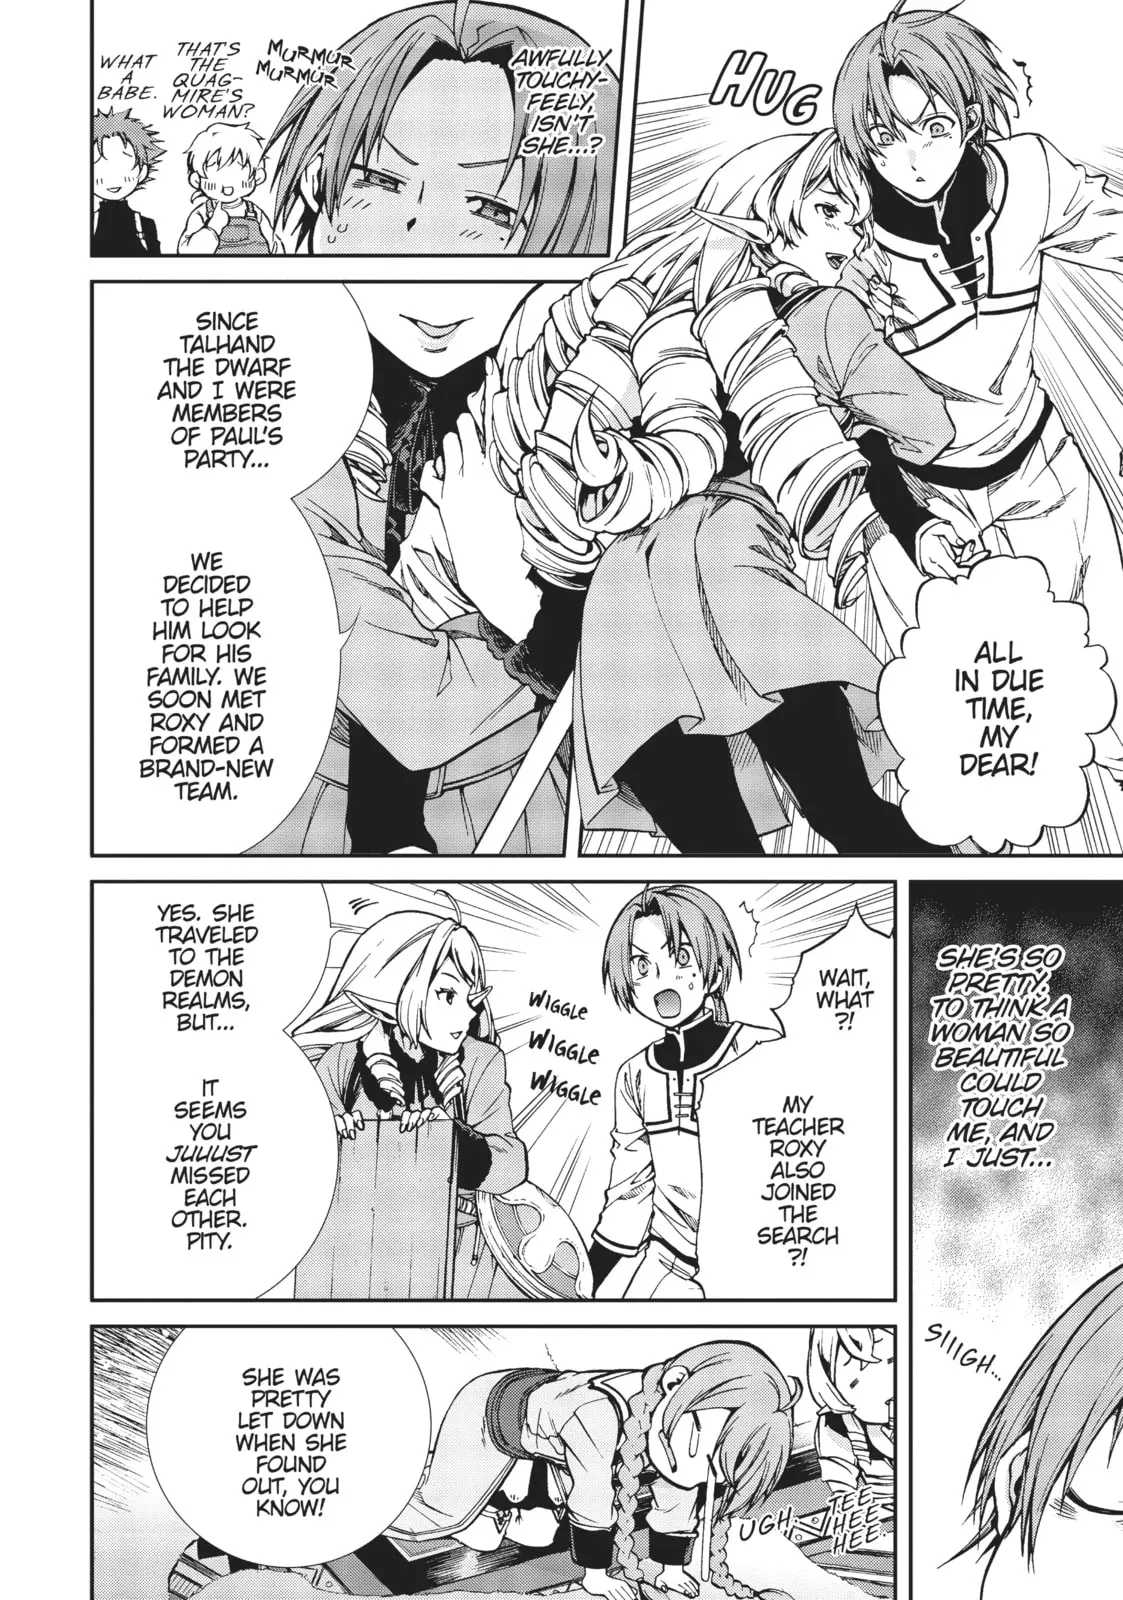 HUG
ALL
IN DUE
TIME,
MY
DEAR!
AWFULLY
TOUCHY-
FEELY,
ISN'T
SHE...?
MURMUR
MURMUR
THAT'S
THE
QUAG-
MIRE'S
WOMAN?
WHAT
A
BABE.
SINCE
TALHAND
THE DWARF
AND I WERE
MEMBERS
OF PAUL'S
PARTY...
WE
DECIDED
TO HELP
HIM LOOK
FOR HIS
FAMILY. WE
SOON MET
ROXY AND
FORMED A
BRAND-NEW
TEAM.
SHE'S SO
PRETTY.
TO THINK A
WOMAN SO
BEAUTIFUL
COULD
TOUCH
ME, AND
I JUST...
SIIIGH...
WAIT,
WHAT
?!
MY
TEACHER
ROXY
ALSO
JOINED
THE
SEARCH
?!
WIGGLE
WIGGLE
WIGGLE
YES. SHE
TRAVELED
TO THE
DEMON
REALMS,
BUT...
IT
SEEMS
YOU
JUUUST
MISSED
EACH
OTHER.
PITY.
TEE
HEE
HEE.
UGH.
SHE WAS
PRETTY
LET DOWN
WHEN SHE
FOUND
OUT, YOU
KNOW!